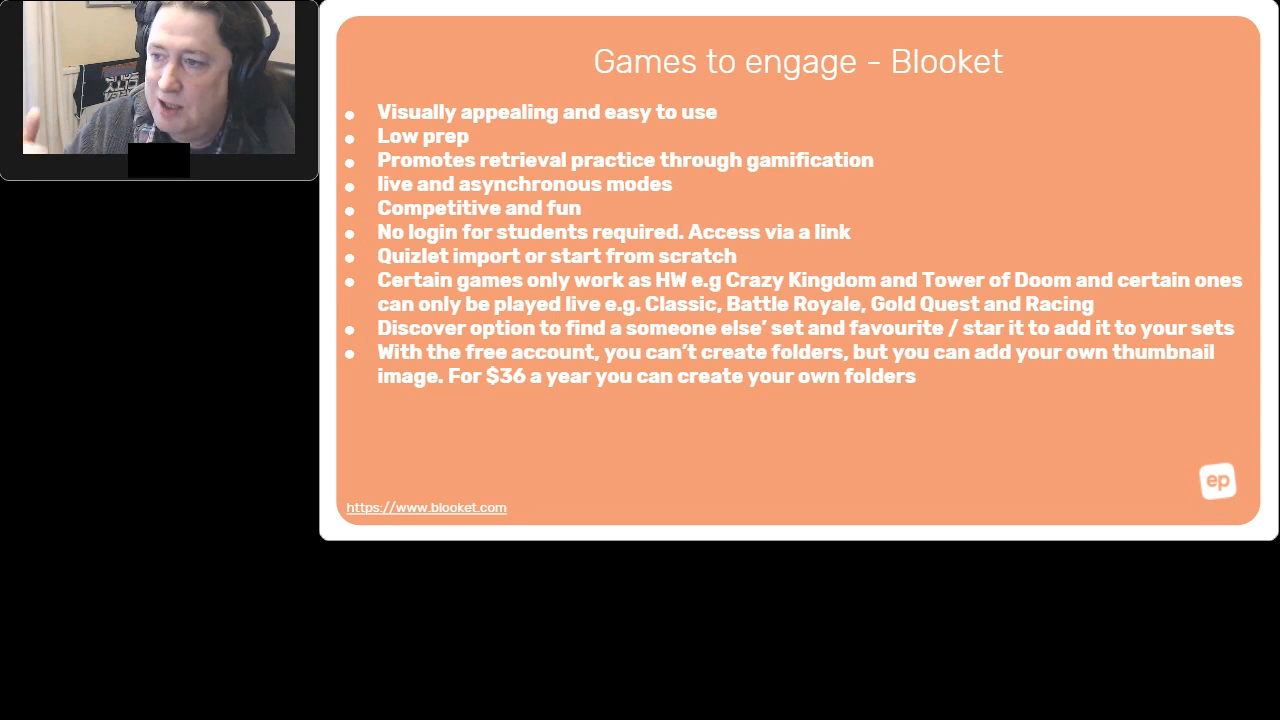 Games to engage - Blooket
Visually appealing and easy to use
Low prep
Promotes retrieval practice through gamification
live and asynchronous modes
Competitive and fun
No login for students required. Access via a link
Quizlet import or start from scratch
Certain games only work as HW e.g Crazy Kingdom and Tower of Doom and certain ones
can only be played live e.g. Classic, Battle Royale, Gold Quest and Racing
Discover option to find a someone else’ set and favourite / star it to add it to your sets
With the free account, you can’t create folders, but you can add your own thumbnail
image. For $36 a year you can create your own folders
ep
https://www.blooket.com